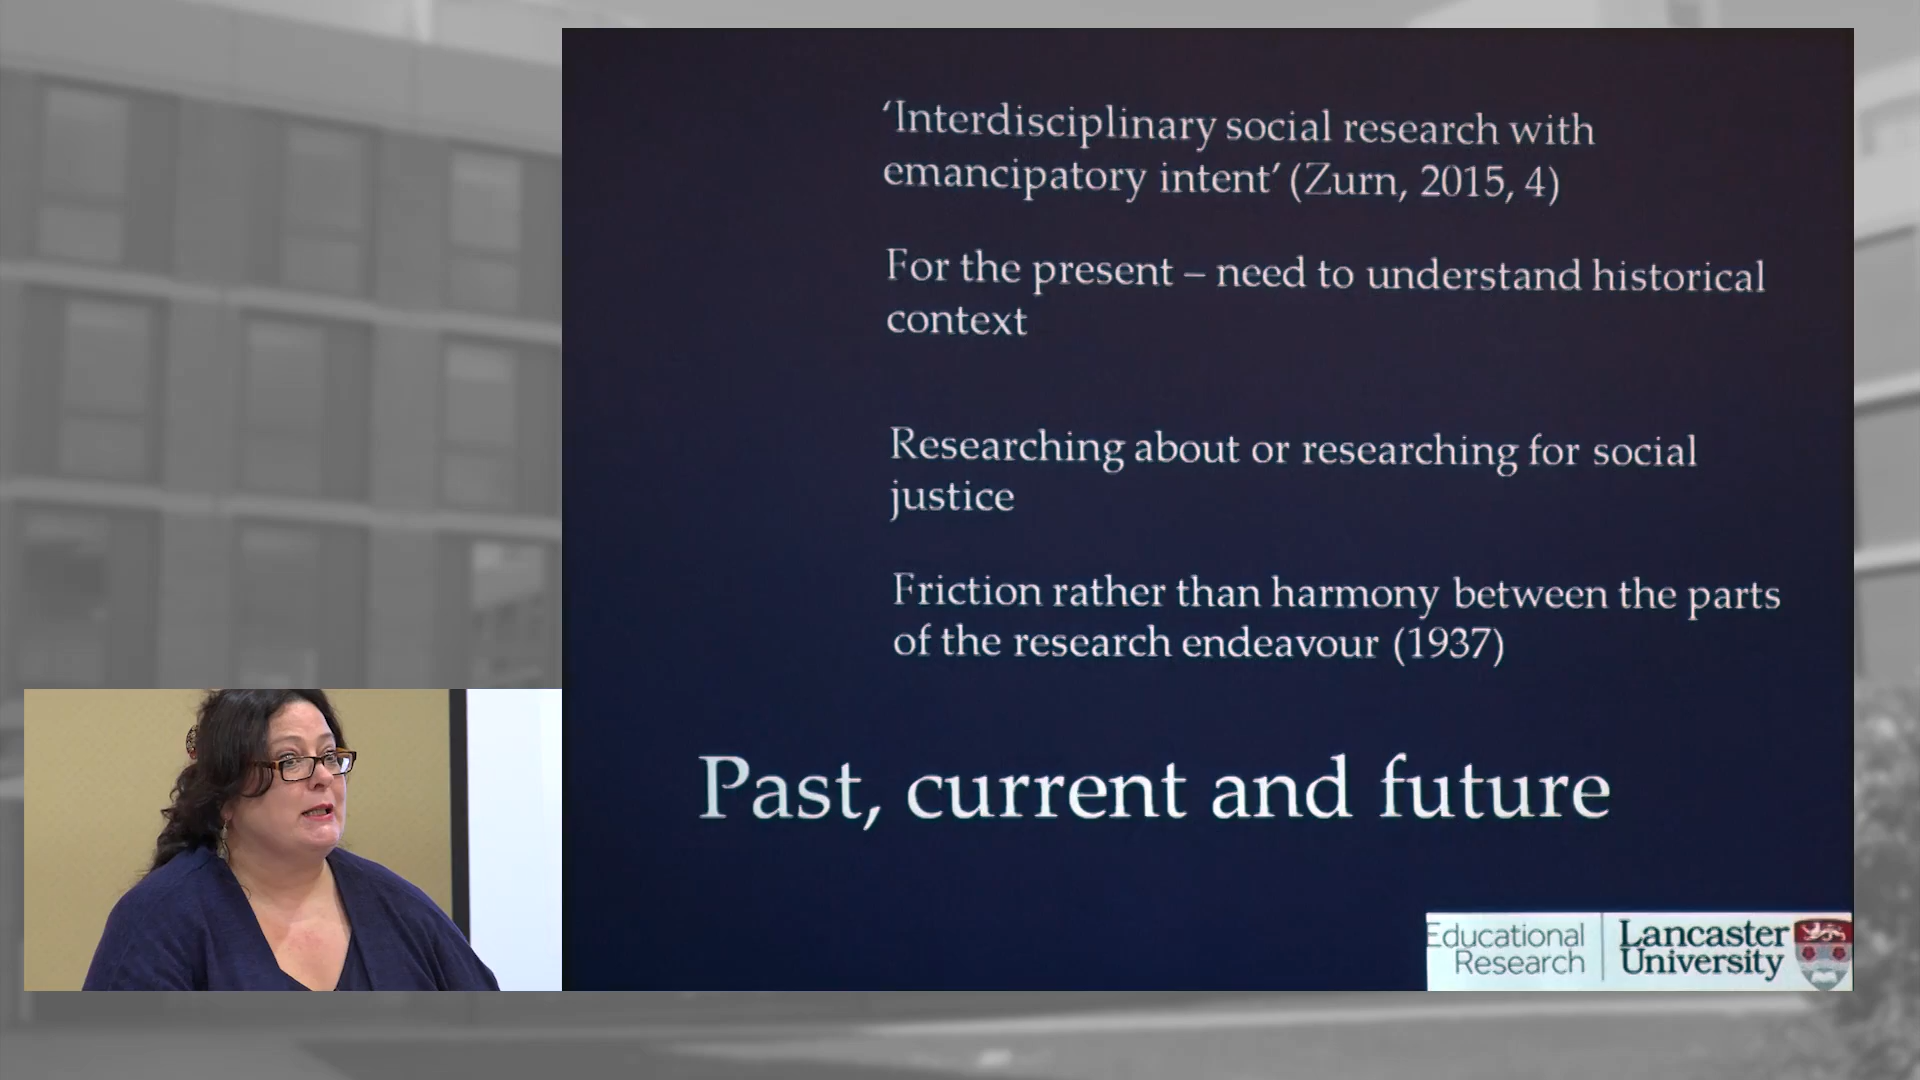 ‘Interdisciplinary social research with
emancipatory intent’ (Zurn, 2015, 4)
For the present – need to understand historical
context
Researching about or researching for social
justice
Friction rather than harmony between the parts
of the research endeavour (1937)
Past, current and future
Educational
Research
Lancaster
University